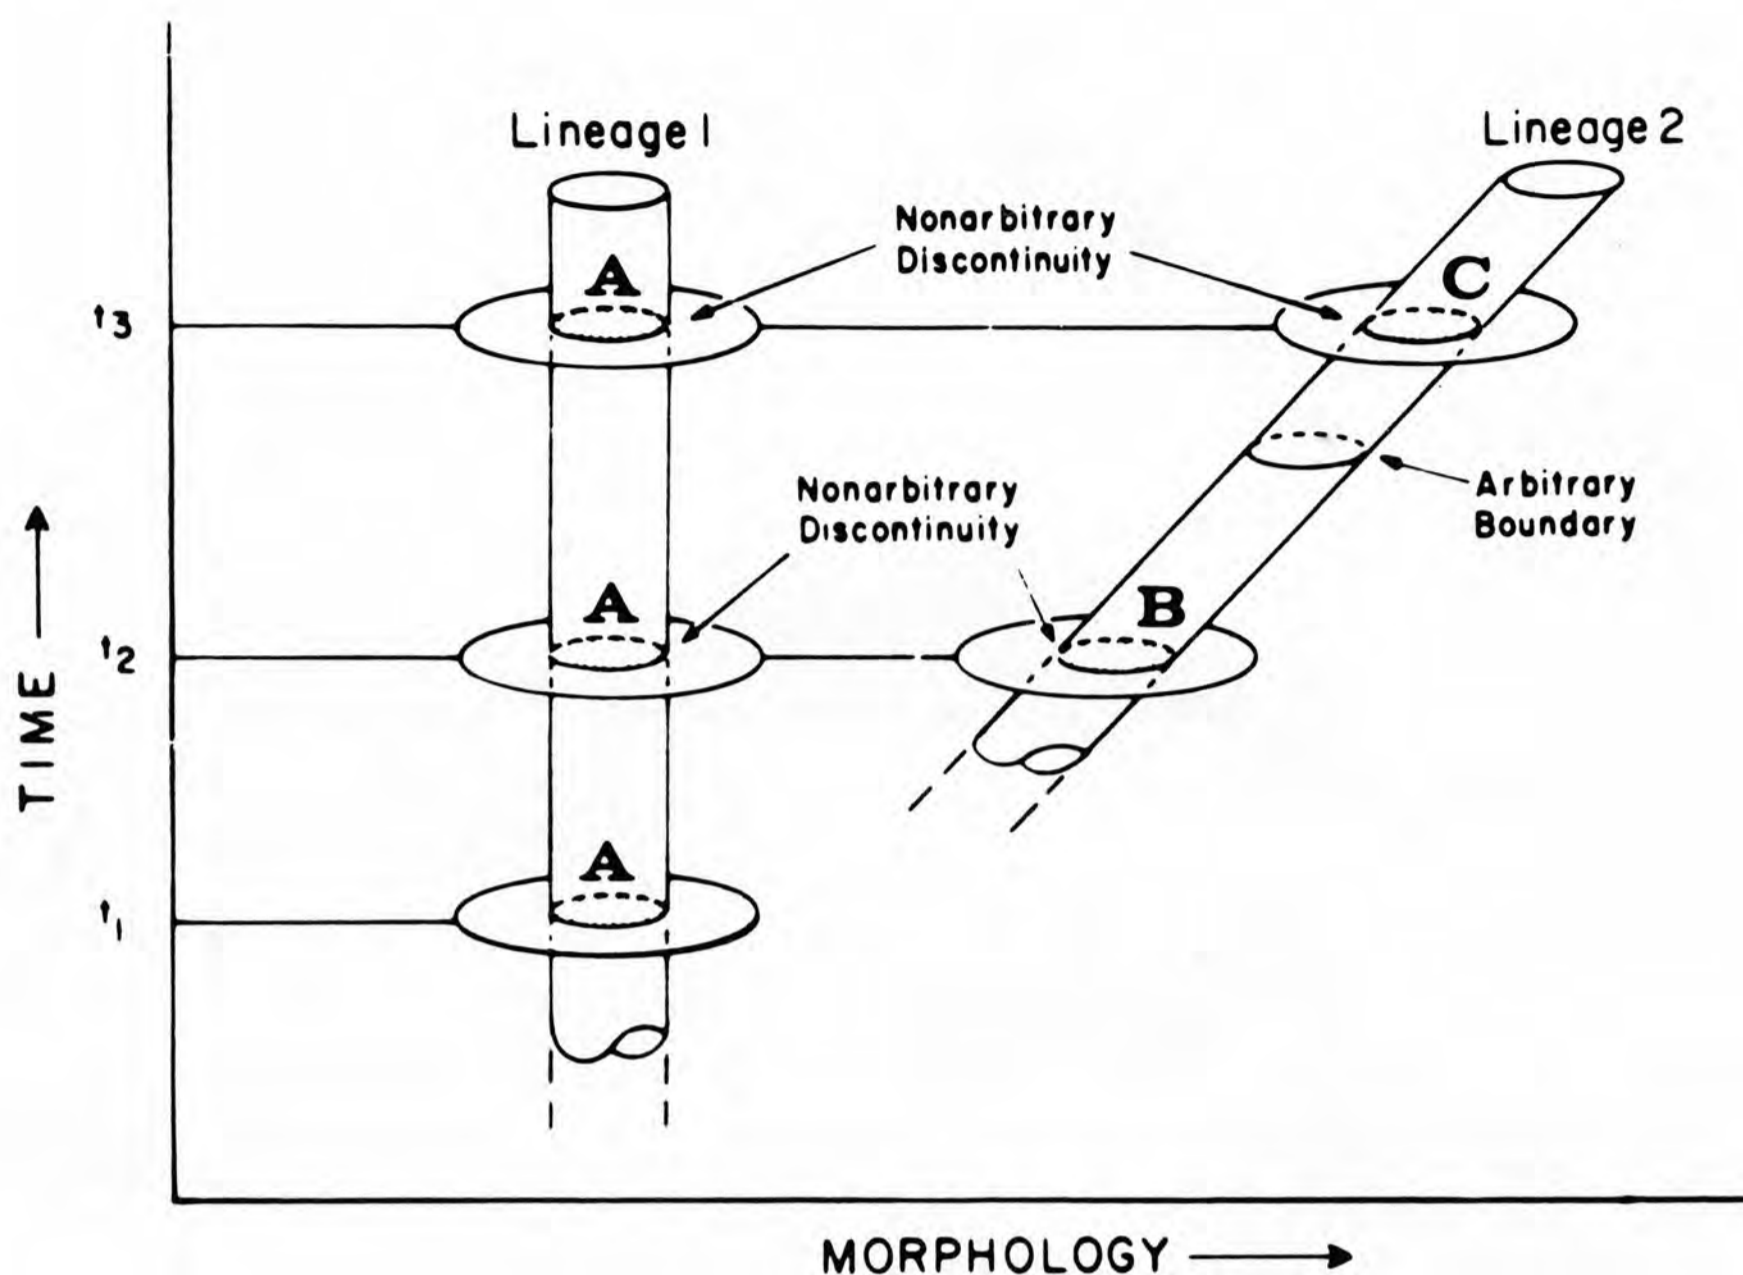 Lineage 1
Lineage 2
Nonarbitrary
Discontinuity
A
C
t3
Nonarbitrary
Discontinuity
Arbitrary
Boundary
A
B
t2
TIME
A
t1
MORPHOLOGY